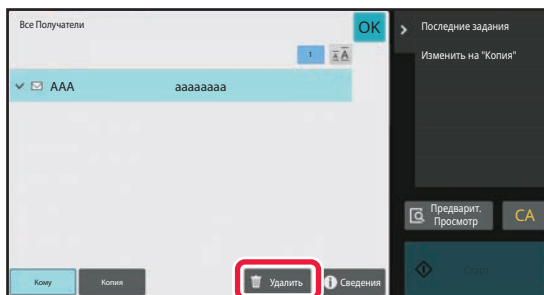 Все Получатели
OK
1
AAA aaaaaaaa
Кому
Копия
Удалить
Сведения
Последние задания
Изменить на "Копия"
Предварит.
Просмотр
CA
Старт